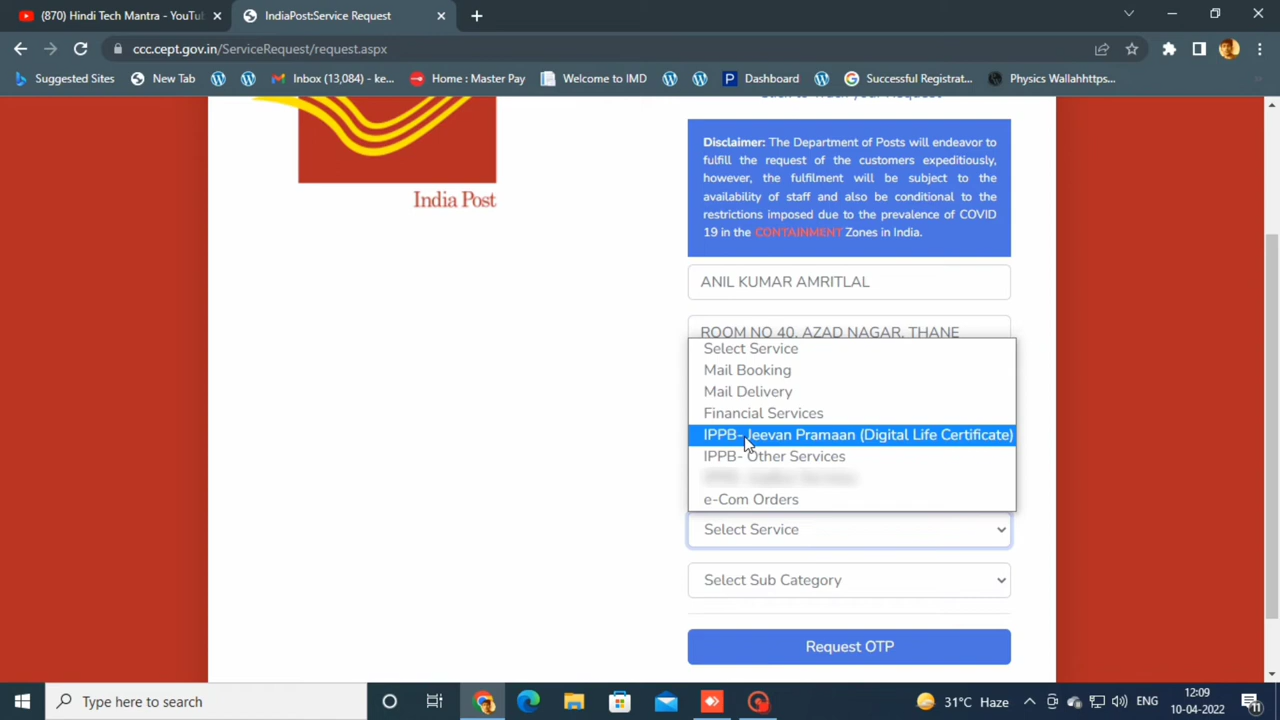 (870) Hindi Tech Mantra - YouTu
IndiaPost:Service Request
ccc.cept.gov.in/ServiceRequest/request.aspx
Suggested Sites
New Tab
Inbox (13,084) - ke...
Home : Master Pay
Welcome to IMD
Dashboard
Successful Registrat...
Physics Wallahhttps...
India Post
Disclaimer: The Department of Posts will endeavor to
fulfill the request of the customers expeditiously,
however, the fulfilment will be subject to the
availability of staff and also be conditional to the
restrictions imposed due to the prevalence of COVID
19 in the CONTAINMENT Zones in India.
ANIL KUMAR AMRITLAL
ROOM NO 40, AZAD NAGAR, THANE
Select Service
Mail Booking
Mail Delivery
Financial Services
IPPB- Jeevan Pramaan (Digital Life Certificate)
IPPB- Other Services
e-Com Orders
Select Service
Select Sub Category
Request OTP
Type here to search
31°C Haze
ENG
12:09
10-04-2022
11